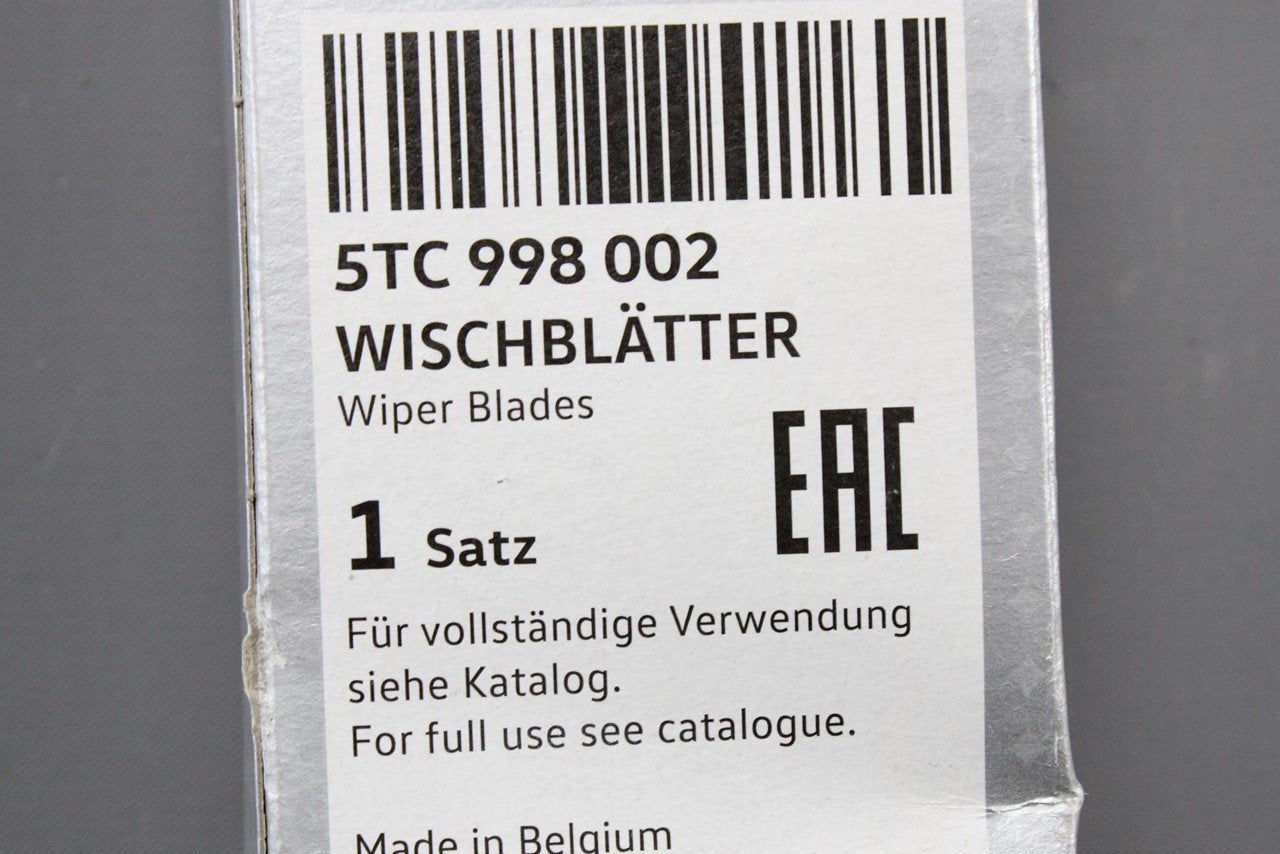 5TC 998 002
WISCHBLÄTTER
Wiper Blades
EAC
1 Satz
Für vollständige Verwendung
siehe Katalog.
For full use see catalogue.
Made in Belgium